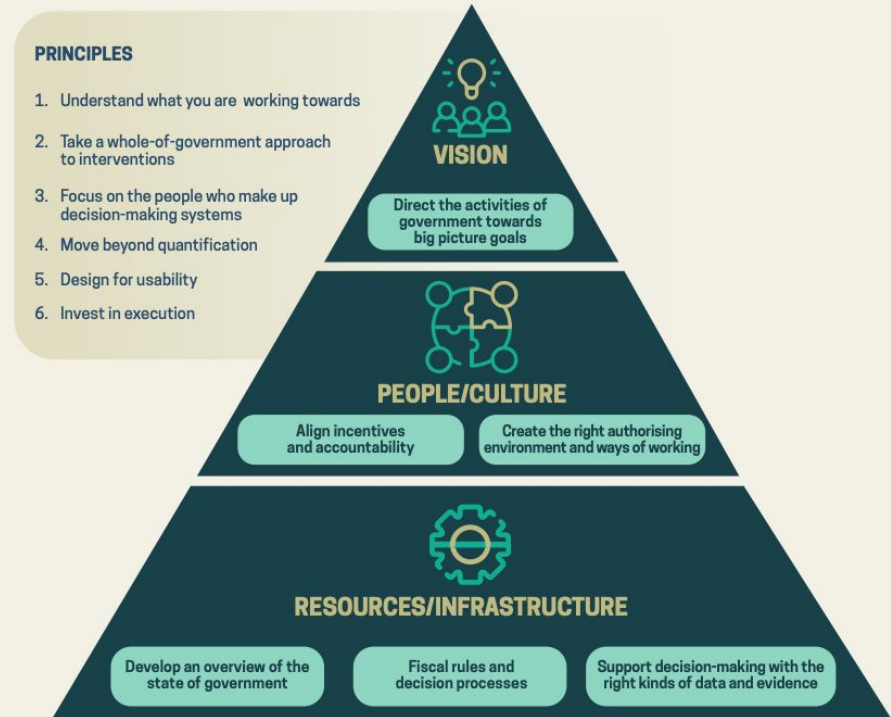 PRINCIPLES
1. Understand what you are working towards
2. Take a whole-of-government approach
to interventions
3. Focus on the people who make up
decision-making systems
4. Move beyond quantification
5. Design for usability
6. Invest in execution
VISION
Direct the activities of
government towards
big picture goals
PEOPLE/CULTURE
Align incentives
and accountability
Create the right authorising
environment and ways of working
RESOURCES/INFRASTRUCTURE
Develop an overview of the
state of government
Fiscal rules and
decision processes
Support decision-making with the
right kinds of data and evidence